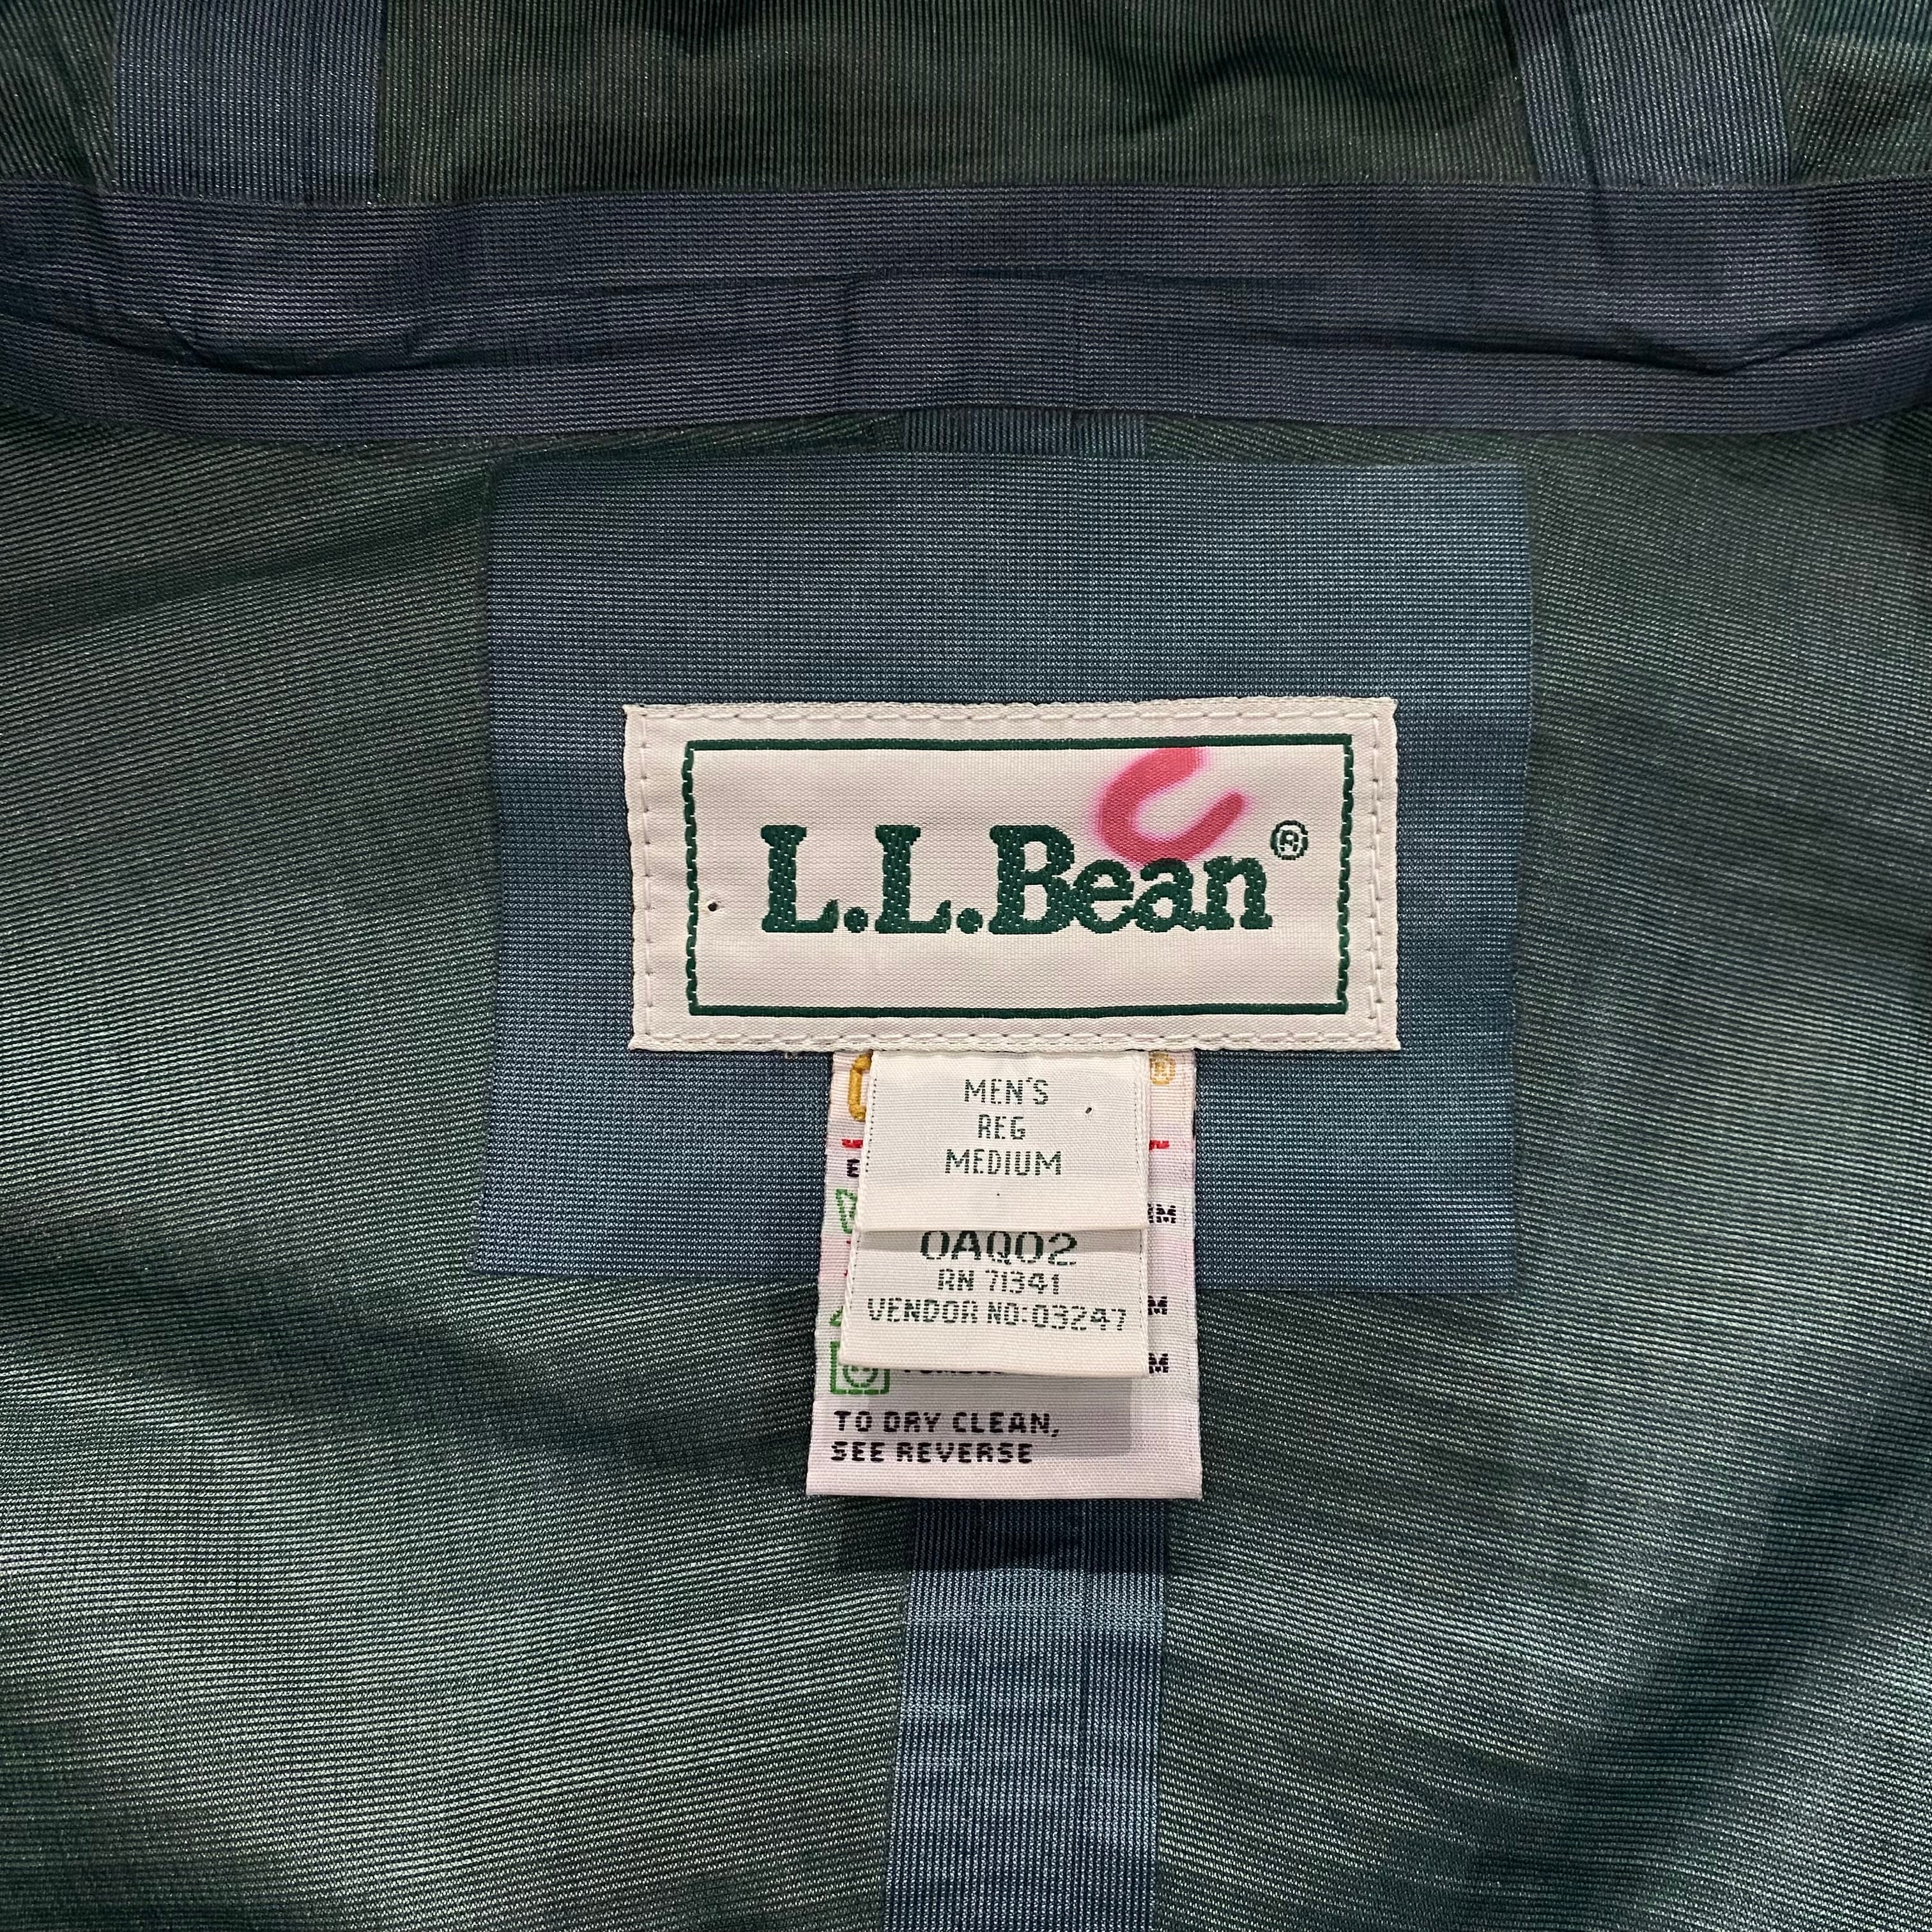 L.L.Bean®
MEN'S
REG
MEDIUM
0AQ02
RN 71341
VENDOR NO:03247
TO DRY CLEAN,
SEE REVERSE